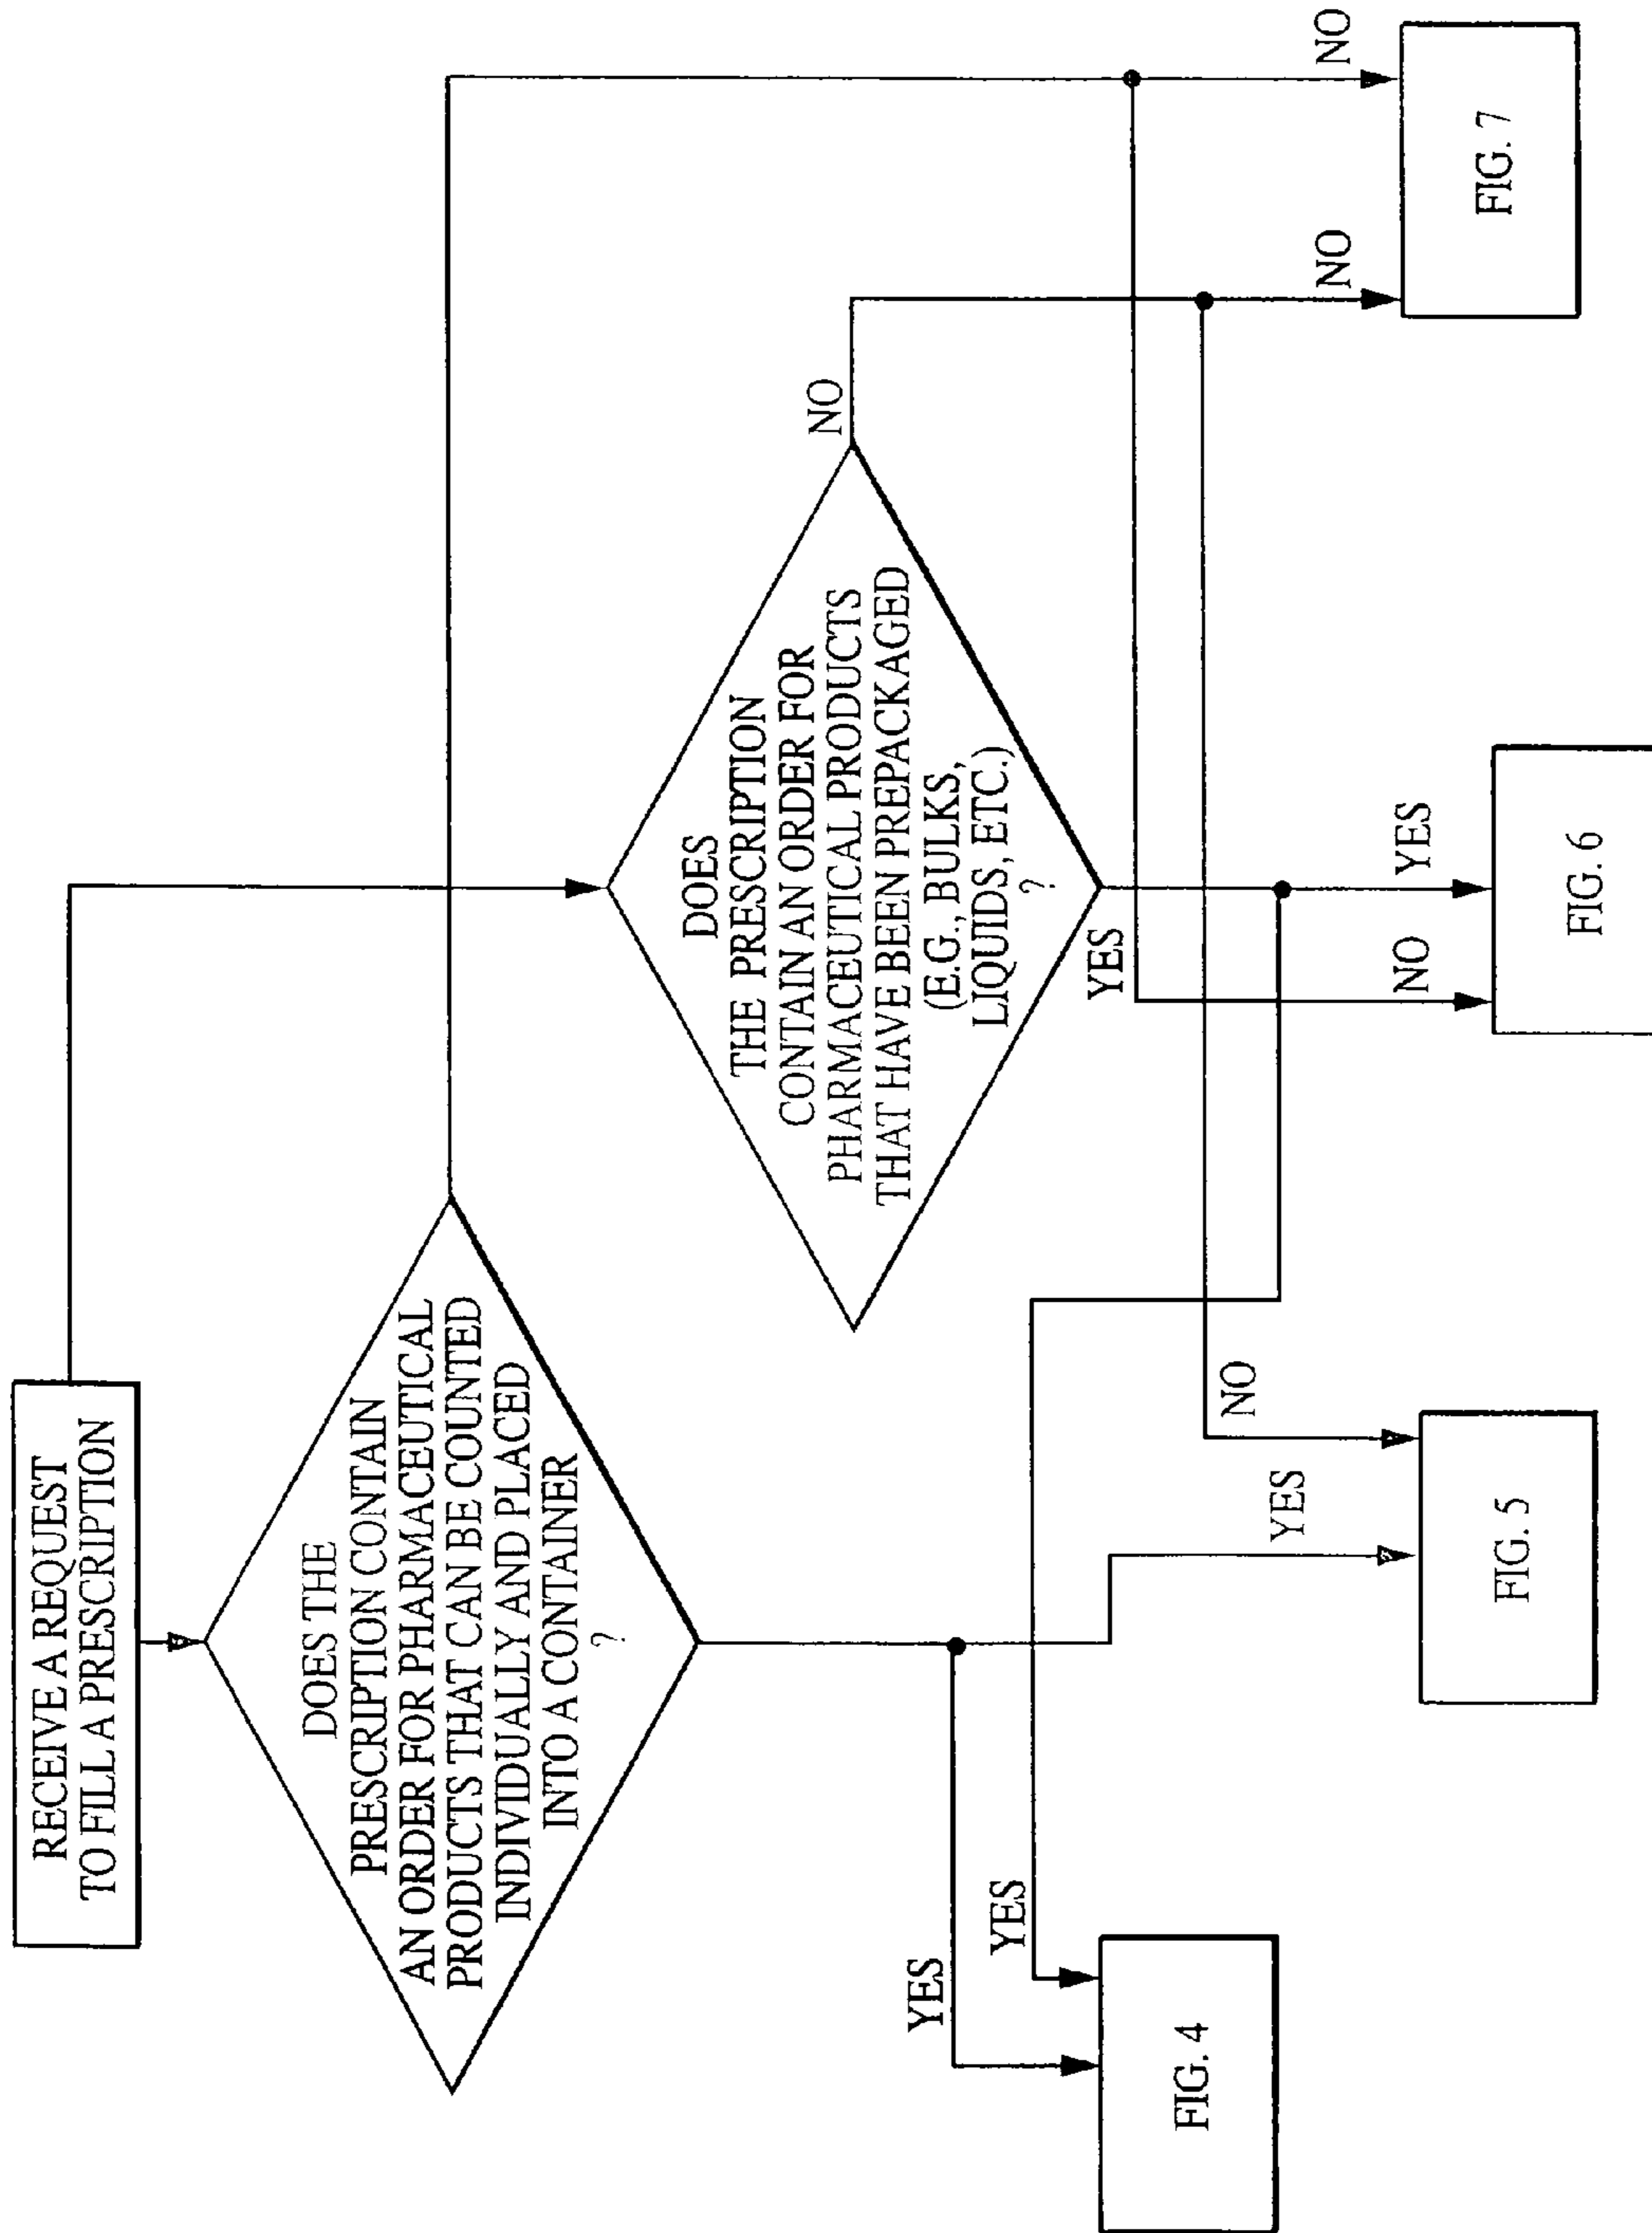 RECEIVE A REQUEST
TO FILL A PRESCRIPTION
DOES THE
PRESCRIPTION CONTAIN
AN ORDER FOR PHARMACEUTICAL
PRODUCTS THAT CAN BE COUNTED
INDIVIDUALLY AND PLACED
INTO A CONTAINER
?
DOES
THE PRESCRIPTION
CONTAIN AN ORDER FOR
PHARMACEUTICAL PRODUCTS
THAT HAVE BEEN PREPACKAGED
(E.G., BULKS,
LIQUIDS, ETC.)
?
NO
YES
YES
YES
FIG. 4
YES
NO
FIG. 5
NO
YES
FIG. 6
NO
NO
FIG. 7